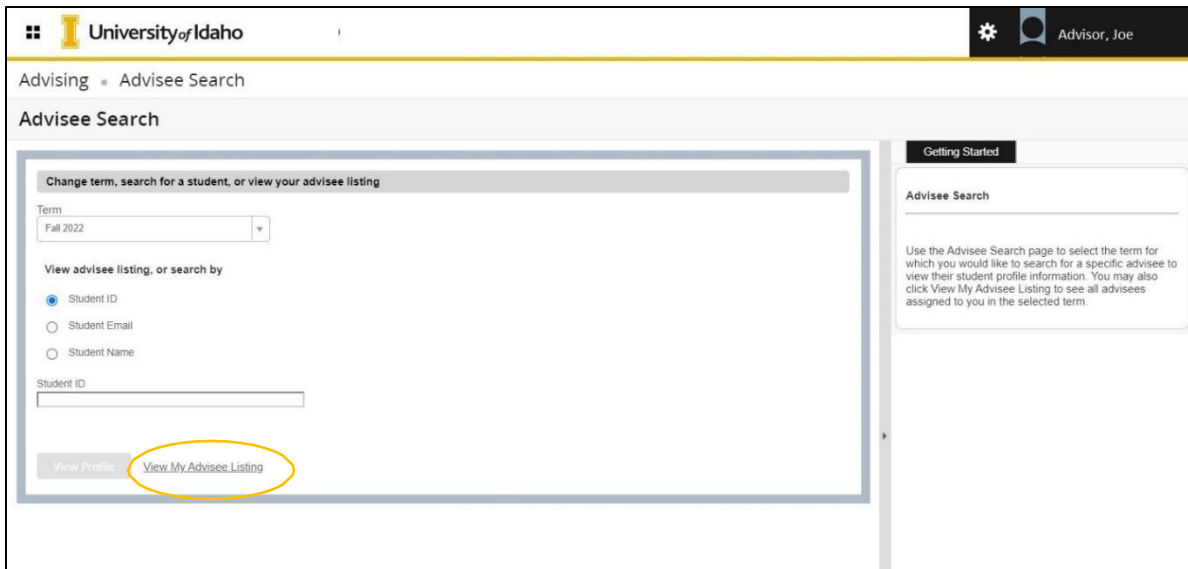 University of Idaho
Advisor, Joe
Advising • Advisee Search
Advisee Search
Change term, search for a student, or view your advisee listing
Term
Fall 2022
View advisee listing, or search by
Student ID
Student Email
Student Name
Student ID
View Profile
View My Advisee Listing
Getting Started
Advisee Search
Use the Advisee Search page to select the term for
which you would like to search for a specific advisee to
view their student profile information. You may also
click View My Advisee Listing to see all advisees
assigned to you in the selected term.